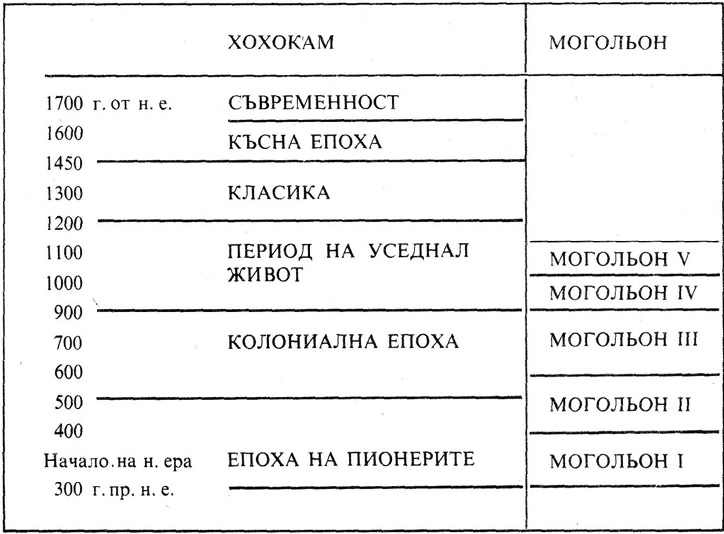 ХОХОКАМ МОГОЛЬОН
1700 г. от н. е. СЪВРЕМЕННОСТ
1600
КЪСНА ЕПОХА
1450
1300 КЛАСИКА
1200
1100 ПЕРИОД НА УСЕДНАЛ МОГОЛЬОН V
1000 ЖИВОТ МОГОЛЬОН IV
900
700 КОЛОНИАЛНА ЕПОХА МОГОЛЬОН III
600
500 МОГОЛЬОН II
400
Начало.на н. ера ЕПОХА НА ПИОНЕРИТЕ МОГОЛЬОН I
300 г. пр. н. е.